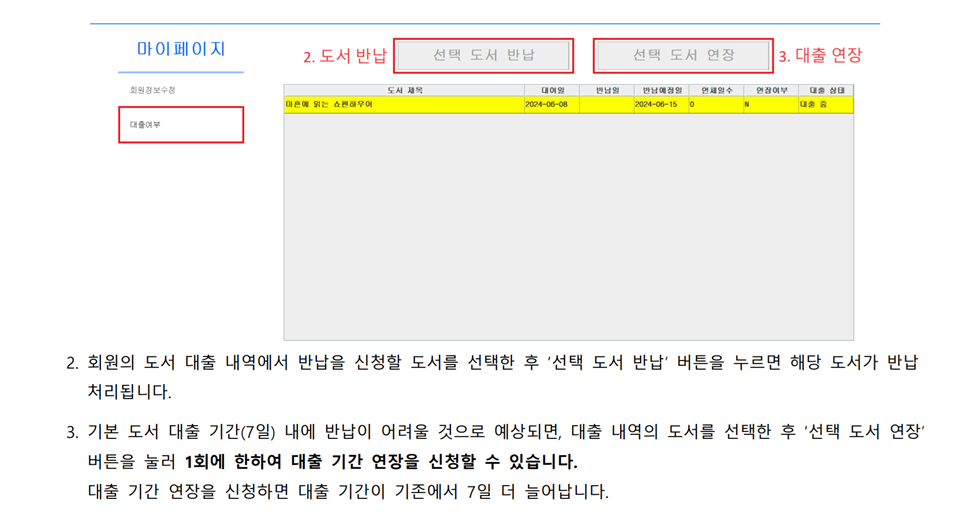 마이페이지
2. 도서 반납
선택 도서 반납
선택 도서 연장
3. 대출 연장
회원정보수정
대출여부
도서 제목 대여일 반납일 반납예정일 연체일수 연장여부 대출 상태
마흔에 읽는 쇼펜하우어 2024-06-08 2024-06-15 0 N 대출 중
2. 회원의 도서 대출 내역에서 반납을 신청할 도서를 선택한 후 ‘선택 도서 반납’ 버튼을 누르면 해당 도서가 반납
처리됩니다.
3. 기본 도서 대출 기간(7일) 내에 반납이 어려울 것으로 예상되면, 대출 내역의 도서를 선택한 후 ‘선택 도서 연장’
버튼을 눌러 1회에 한하여 대출 기간 연장을 신청할 수 있습니다.
대출 기간 연장을 신청하면 대출 기간이 기존에서 7일 더 늘어납니다.